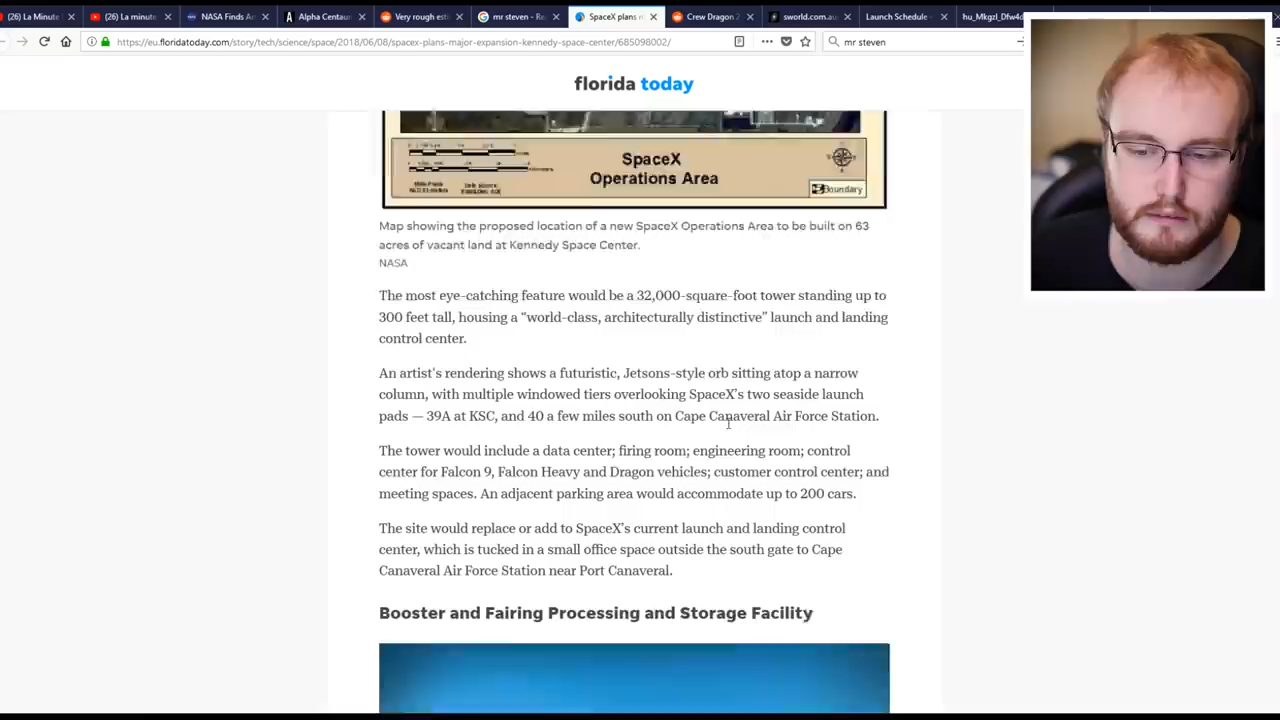 (26) La Minute
(26) La minute
NASA Finds An
Alpha Centaur
Very rough esti
mr steven - Re
SpaceX plans m
Crew Dragon 2
sworld.com.au
Launch Schedule
hu_Mkgzl_Dfw4d
https://eu.floridatoday.com/story/tech/science/space/2018/06/08/spacex-plans-major-expansion-kennedy-space-center/685098002/
mr steven
florida today
SpaceX
Operations Area
Boundary
Map showing the proposed location of a new SpaceX Operations Area to be built on 63
acres of vacant land at Kennedy Space Center.
NASA
The most eye-catching feature would be a 32,000-square-foot tower standing up to
300 feet tall, housing a “world-class, architecturally distinctive” launch and landing
control center.
An artist's rendering shows a futuristic, Jetsons-style orb sitting atop a narrow
column, with multiple windowed tiers overlooking SpaceX’s two seaside launch
pads — 39A at KSC, and 40 a few miles south on Cape Canaveral Air Force Station.
The tower would include a data center; firing room; engineering room; control
center for Falcon 9, Falcon Heavy and Dragon vehicles; customer control center; and
meeting spaces. An adjacent parking area would accommodate up to 200 cars.
The site would replace or add to SpaceX’s current launch and landing control
center, which is tucked in a small office space outside the south gate to Cape
Canaveral Air Force Station near Port Canaveral.
Booster and Fairing Processing and Storage Facility